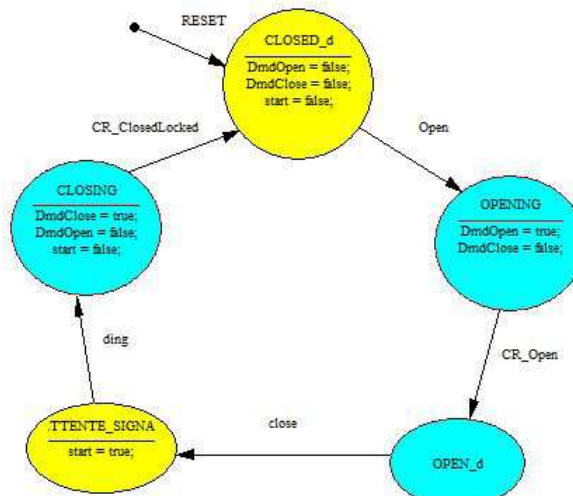 RESET
CLOSED_d
DmdOpen = false;
DmdClose = false;
start = false;
CR_ClosedLocked
Open
CLOSING
DmdClose = true;
DmdOpen = false;
start = false;
OPENING
DmdOpen = true;
DmdClose = false;
ding
CR_Open
close
TTENTE_SIGNA
start = true;
OPEN_d